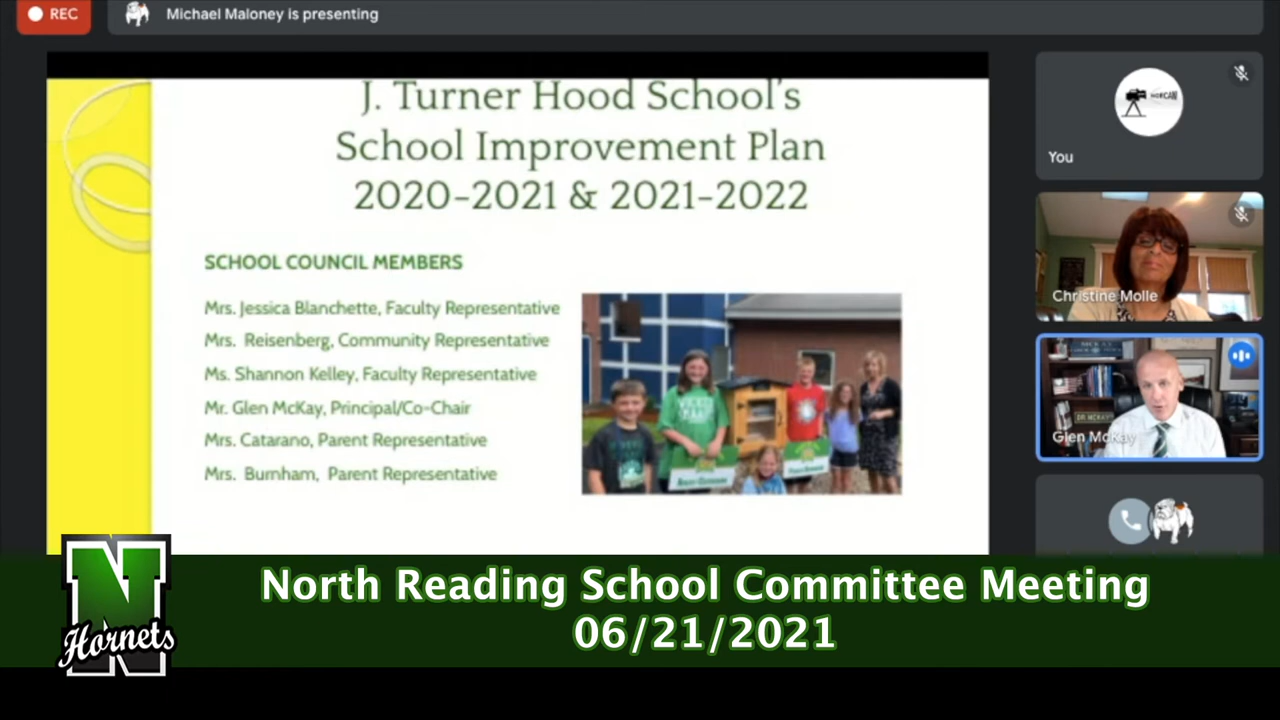 REC
Michael Maloney is presenting
J. Turner Hood School's
School Improvement Plan
2020-2021 & 2021-2022
SCHOOL COUNCIL MEMBERS
Mrs. Jessica Blanchette, Faculty Representative
Mrs. Reisenberg, Community Representative
Ms. Shannon Kelley, Faculty Representative
Mr. Glen McKay, Principal/Co-Chair
Mrs. Catarano, Parent Representative
Mrs. Burnham, Parent Representative
NORCAM
You
Christine Molle
DR MCKAY
Glen McKay
N
Hornets
North Reading School Committee Meeting
06/21/2021